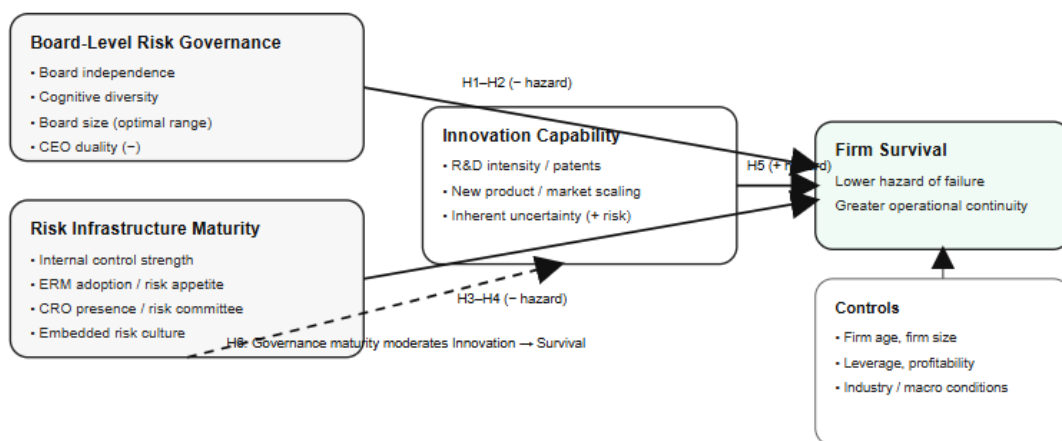 Board-Level Risk Governance
• Board independence
• Cognitive diversity
• Board size (optimal range)
• CEO duality (−)
H1–H2 (− hazard)
Innovation Capability
• R&D intensity / patents
• New product / market scaling
• Inherent uncertainty (+ risk)
H5 (+ hazard)
Firm Survival
Lower hazard of failure
Greater operational continuity
Risk Infrastructure Maturity
• Internal control strength
• ERM adoption / risk appetite
• CRO presence / risk committee
• Embedded risk culture
H3–H4 (− hazard)
H6: Governance maturity moderates Innovation → Survival
Controls
• Firm age, firm size
• Leverage, profitability
• Industry / macro conditions